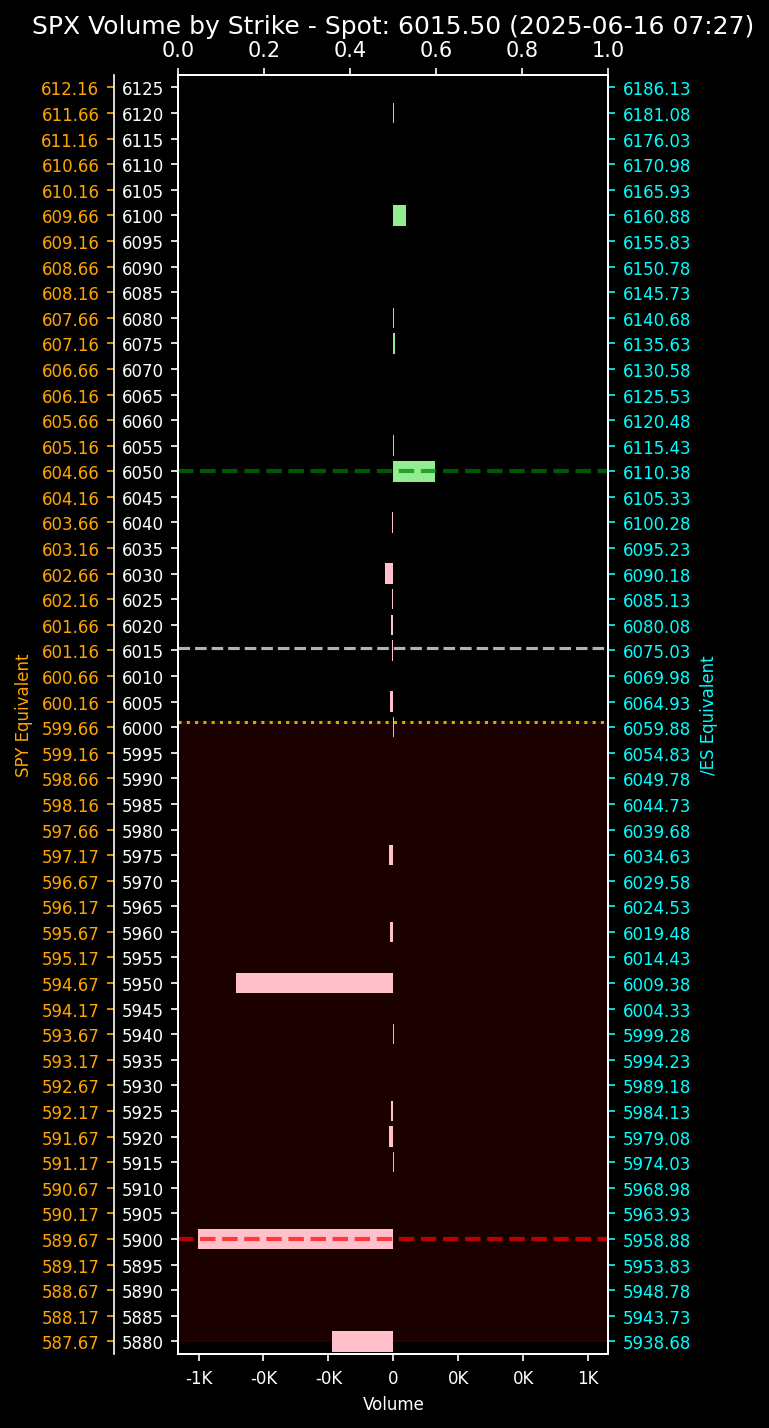 SPX Volume by Strike - Spot: 6015.50 (2025-06-16 07:27)
0.0 0.2 0.4 0.6 0.8 1.0
612.16 6125 6186.13
611.66 6120 6181.08
611.16 6115 6176.03
610.66 6110 6170.98
610.16 6105 6165.93
609.66 6100 6160.88
609.16 6095 6155.83
608.66 6090 6150.78
608.16 6085 6145.73
607.66 6080 6140.68
607.16 6075 6135.63
606.66 6070 6130.58
606.16 6065 6125.53
605.66 6060 6120.48
605.16 6055 6115.43
604.66 6050 6110.38
604.16 6045 6105.33
603.66 6040 6100.28
603.16 6035 6095.23
602.66 6030 6090.18
602.16 6025 6085.13
601.66 6020 6080.08
601.16 6015 6075.03
600.66 6010 6069.98
600.16 6005 6064.93
599.66 6000 6059.88
599.16 5995 6054.83
598.66 5990 6049.78
598.16 5985 6044.73
597.66 5980 6039.68
597.17 5975 6034.63
596.67 5970 6029.58
596.17 5965 6024.53
595.67 5960 6019.48
595.17 5955 6014.43
594.67 5950 6009.38
594.17 5945 6004.33
593.67 5940 5999.28
593.17 5935 5994.23
592.67 5930 5989.18
592.17 5925 5984.13
591.67 5920 5979.08
591.17 5915 5974.03
590.67 5910 5968.98
590.17 5905 5963.93
589.67 5900 5958.88
589.17 5895 5953.83
588.67 5890 5948.78
588.17 5885 5943.73
587.67 5880 5938.68
SPY Equivalent
/ES Equivalent
-1K -0K -0K 0 0K 0K 1K
Volume